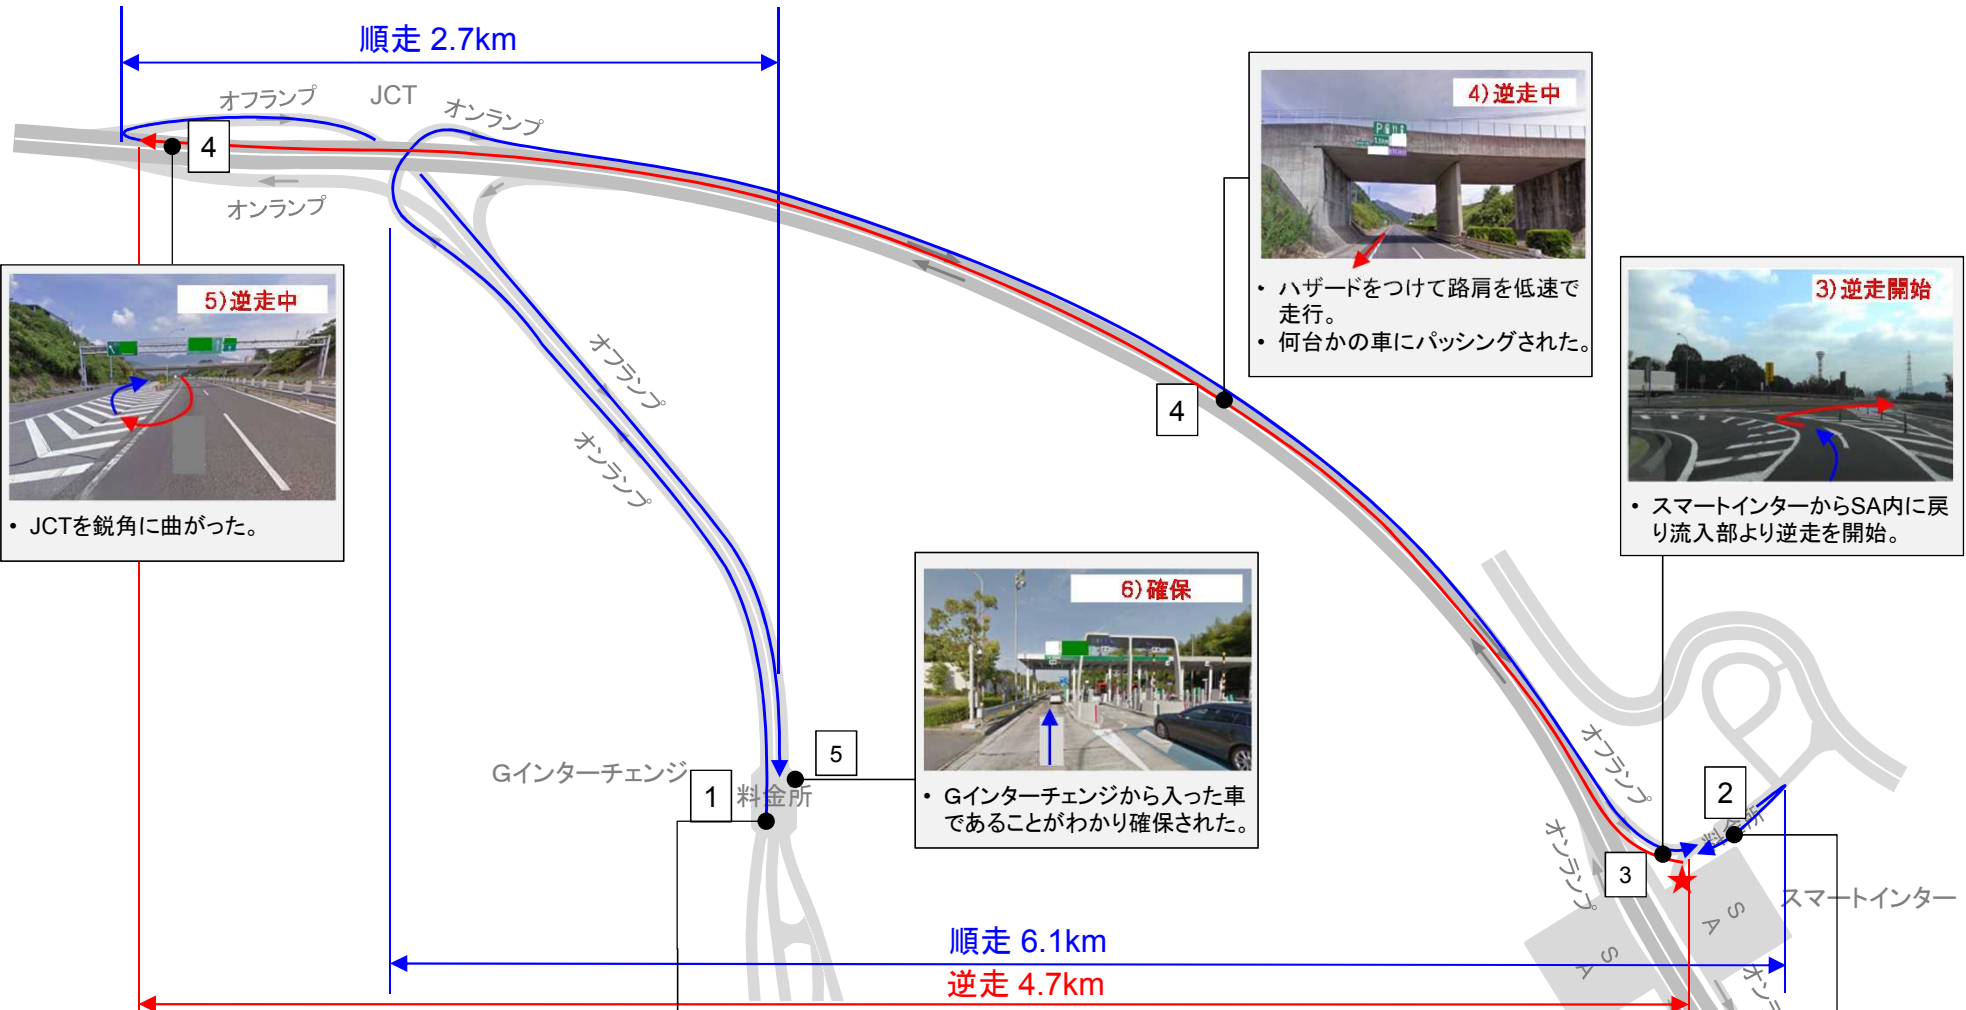 順走 2.7km
オフランプ
JCT
オンランプ
4
オンランプ
5)逆走中
• JCTを鋭角に曲がった。
4)逆走中
P
• ハザードをつけて路肩を低速で
走行。
• 何台かの車にパッシングされた。
3)逆走開始
• スマートインターからSA内に戻
り流入部より逆走を開始。
4
オフランプ
オンランプ
6)確保
• Gインターチェンジから入った車
であることがわかり確保された。
Gインターチェンジ
1
料金所
5
オフランプ
2
料金所
オンランプ
3
スマートインター
SA
SA
オンラ
順走 6.1km
逆走 4.7km